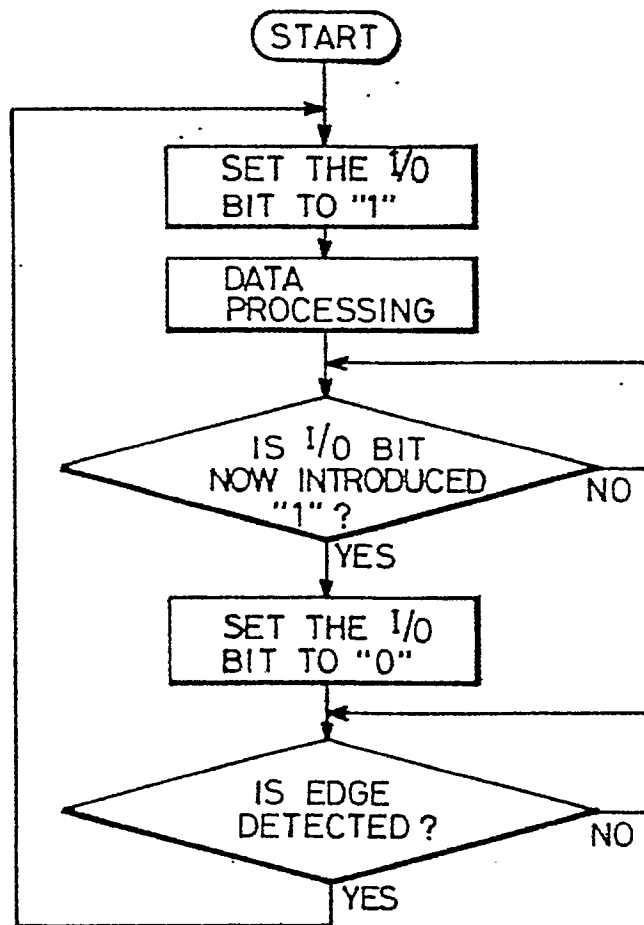 START
SET THE I/O
BIT TO "1"
DATA
PROCESSING
IS I/O BIT
NOW INTRODUCED
"1" ?
NO
YES
SET THE I/O
BIT TO "0"
IS EDGE
DETECTED ?
NO
YES